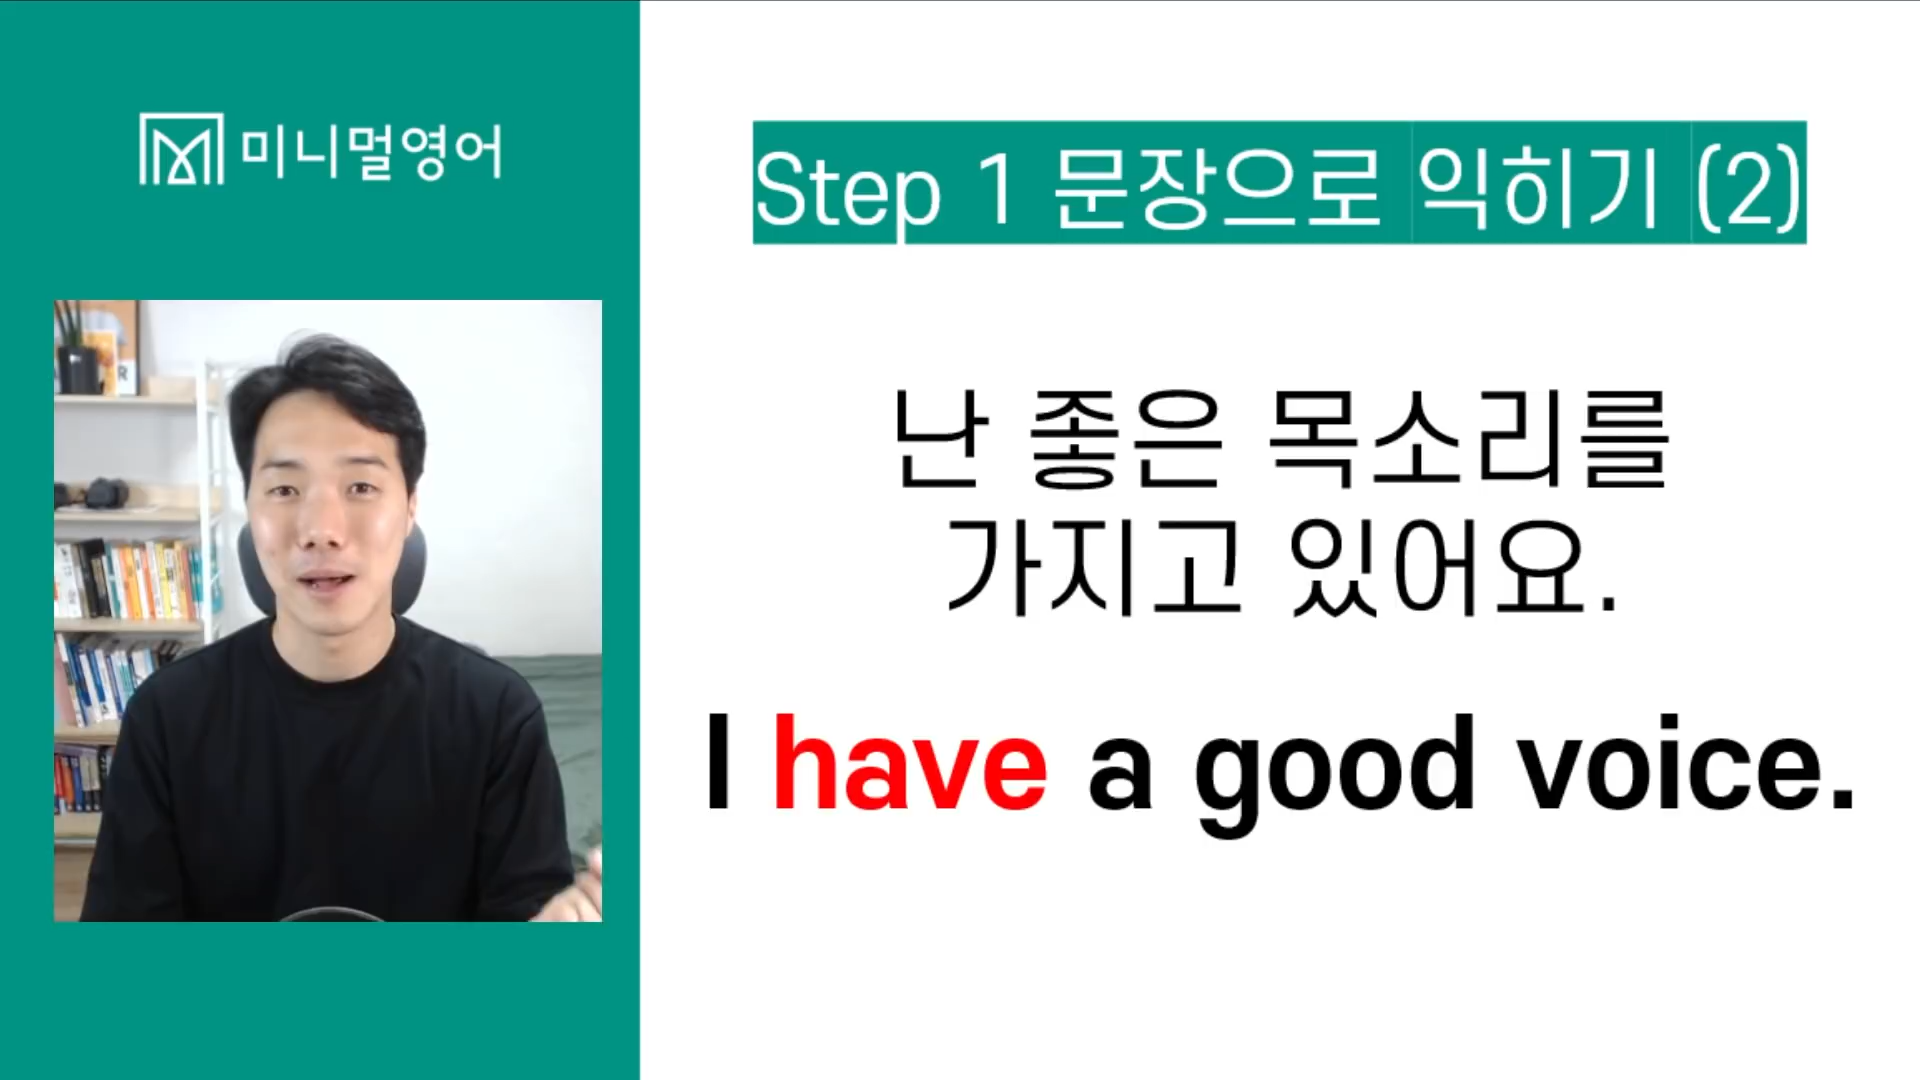 미니멀영어
Step 1 문장으로 익히기 (2)
난 좋은 목소리를
가지고 있어요.
I have a good voice.